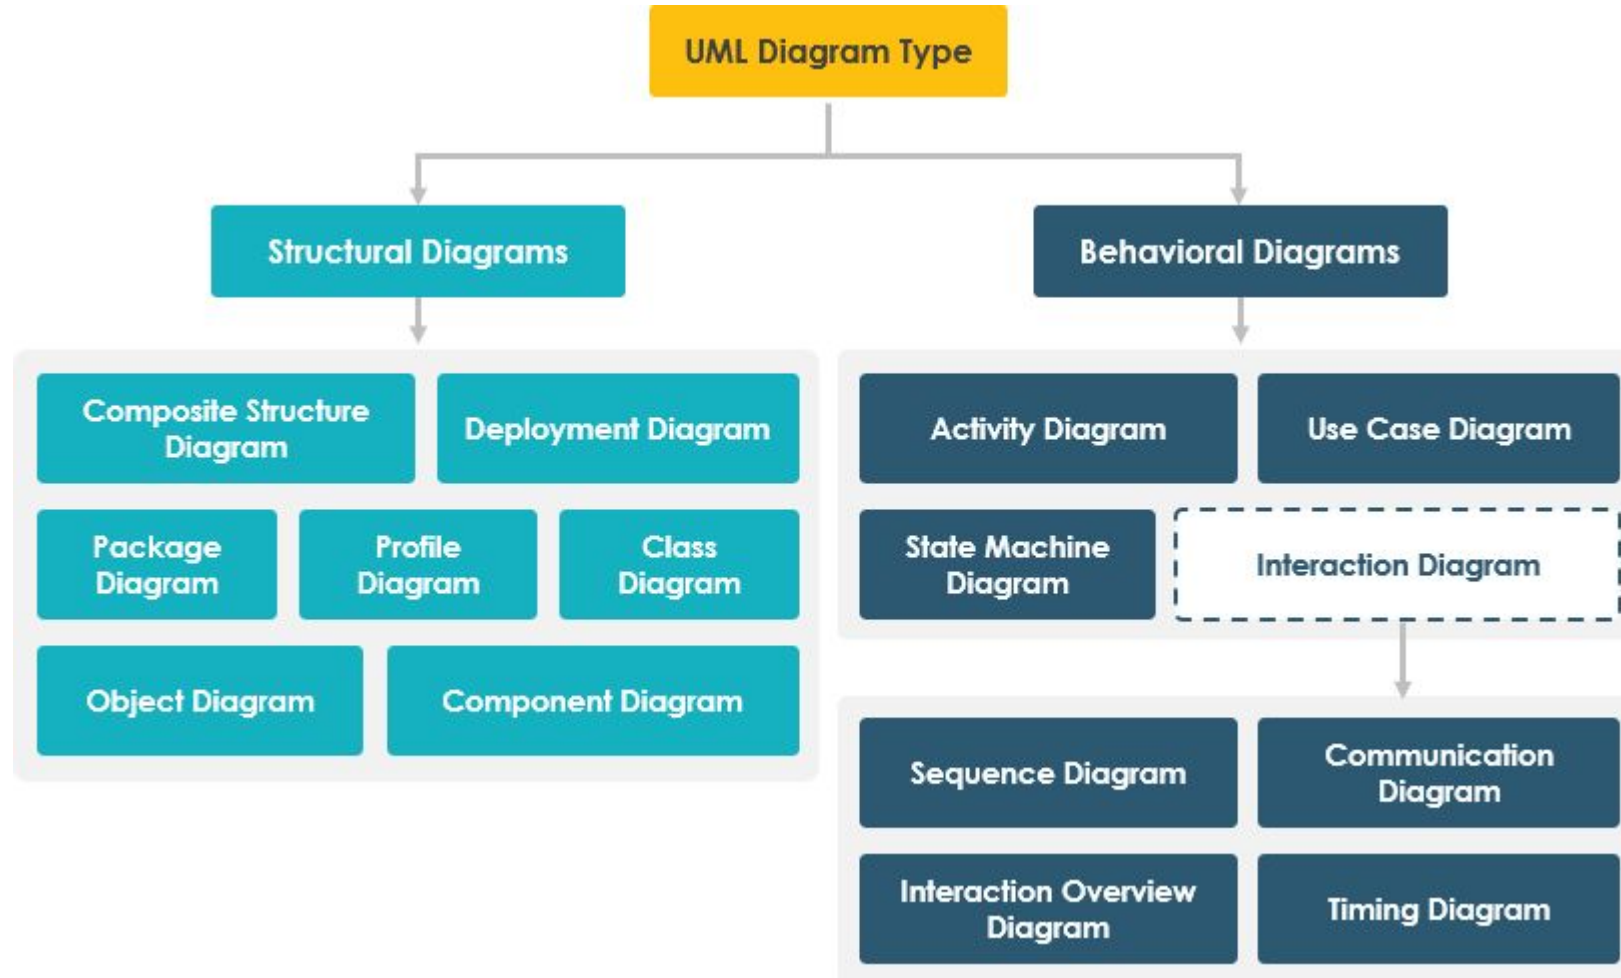 UML Diagram Type
Structural Diagrams
Behavioral Diagrams
Composite Structure
Diagram
Deployment Diagram
Package
Diagram
Profile
Diagram
Class
Diagram
Object Diagram
Component Diagram
Activity Diagram
Use Case Diagram
State Machine
Diagram
Interaction Diagram
Sequence Diagram
Communication
Diagram
Interaction Overview
Diagram
Timing Diagram